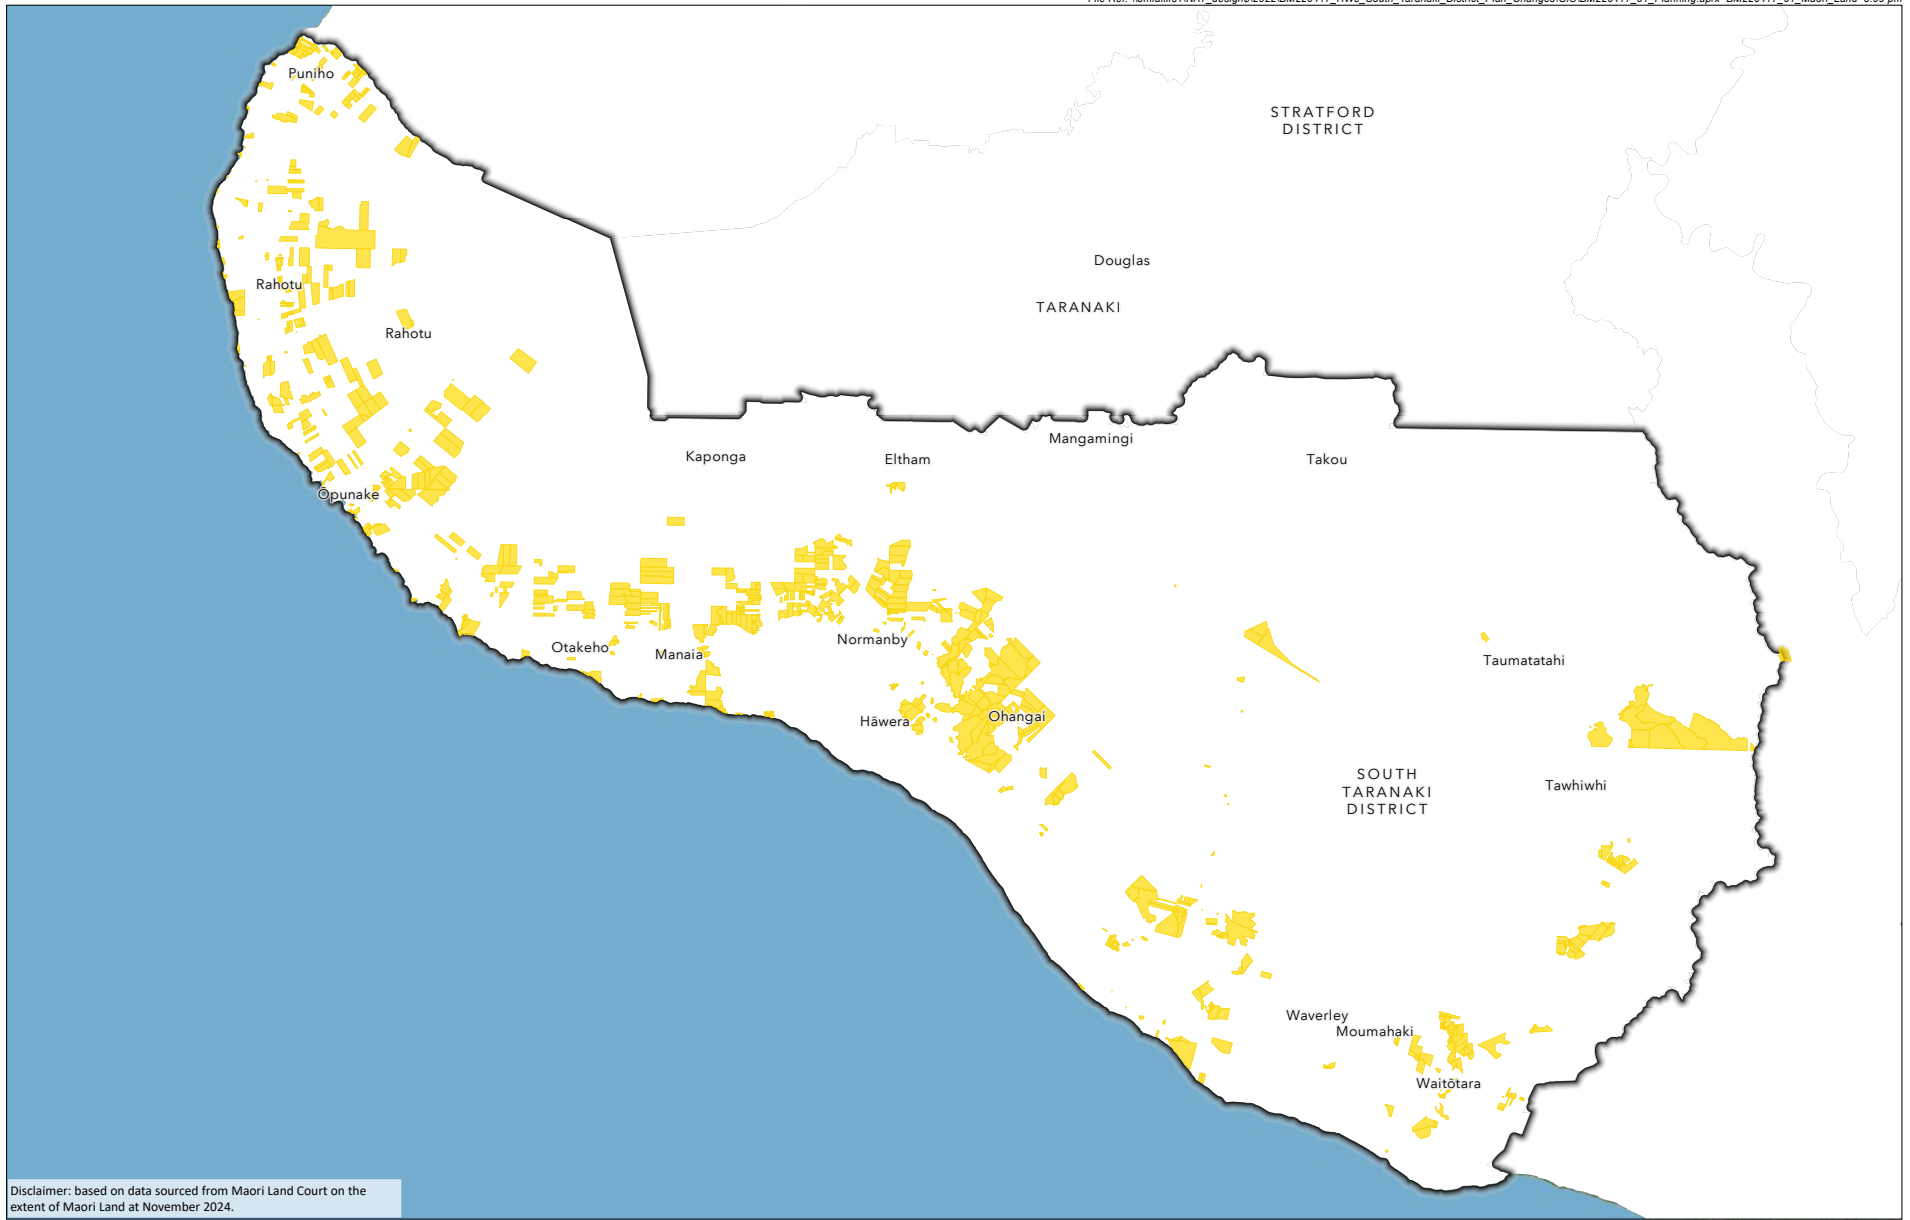 Puniho
STRATFORD
DISTRICT
Douglas
TARANAKI
Rahotu
Rahotu
Mangamingi
Kaponga
Eltham
Takou
Ōpunake
Normanby
Otakeho
Manaia
Taumatatahi
Hāwera
Ohangai
SOUTH
TARANAKI
DISTRICT
Tawhiwhi
Waverley
Moumahaki
Waitōtara
Disclaimer: based on data sourced from Maori Land Court on the
extent of Maori Land at November 2024.